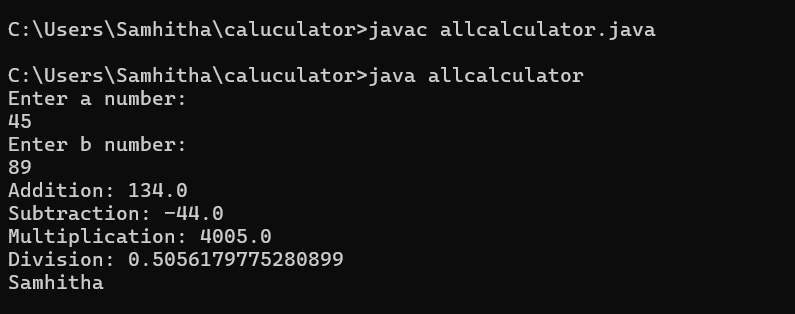 C:\Users\Samhitha\caluculator>javac allcalculator.java
C:\Users\Samhitha\caluculator>java allcalculator
Enter a number:
45
Enter b number:
89
Addition: 134.0
Subtraction: -44.0
Multiplication: 4005.0
Division: 0.5056179775280899
Samhitha